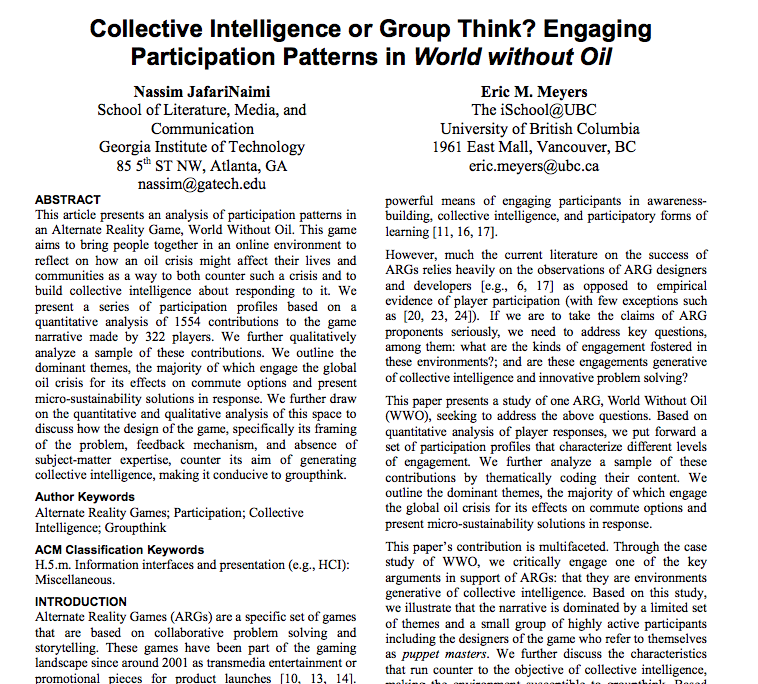 Collective Intelligence or Group Think? Engaging
Participation Patterns in World without Oil
Nassim JafariNaimi
School of Literature, Media, and
Communication
Georgia Institute of Technology
85 5th ST NW, Atlanta, GA
nassim@gatech.edu
Eric M. Meyers
The iSchool@UBC
University of British Columbia
1961 East Mall, Vancouver, BC
eric.meyers@ubc.ca
ABSTRACT
This article presents an analysis of participation patterns in
an Alternate Reality Game, World Without Oil. This game
aims to bring people together in an online environment to
reflect on how an oil crisis might affect their lives and
communities as a way to both counter such a crisis and to
build collective intelligence about responding to it. We
present a series of participation profiles based on a
quantitative analysis of 1554 contributions to the game
narrative made by 322 players. We further qualitatively
analyze a sample of these contributions. We outline the
dominant themes, the majority of which engage the global
oil crisis for its effects on commute options and present
micro-sustainability solutions in response. We further draw
on the quantitative and qualitative analysis of this space to
discuss how the design of the game, specifically its framing
of the problem, feedback mechanism, and absence of
subject-matter expertise, counter its aim of generating
collective intelligence, making it conducive to groupthink.
Author Keywords
Alternate Reality Games; Participation; Collective
Intelligence; Groupthink
ACM Classification Keywords
H.5.m. Information interfaces and presentation (e.g., HCI):
Miscellaneous.
INTRODUCTION
Alternate Reality Games (ARGs) are a specific set of games
that are based on collaborative problem solving and
storytelling. These games have been part of the gaming
landscape since around 2001 as transmedia entertainment or
promotional pieces for product launches [10, 13, 14].
powerful means of engaging participants in awareness-
building, collective intelligence, and participatory forms of
learning [11, 16, 17].
However, much the current literature on the success of
ARGs relies heavily on the observations of ARG designers
and developers [e.g., 6, 17] as opposed to empirical
evidence of player participation (with few exceptions such
as [20, 23, 24]). If we are to take the claims of ARG
proponents seriously, we need to address key questions,
among them: what are the kinds of engagement fostered in
these environments?; and are these engagements generative
of collective intelligence and innovative problem solving?
This paper presents a study of one ARG, World Without Oil
(WWO), seeking to address the above questions. Based on
quantitative analysis of player responses, we put forward a
set of participation profiles that characterize different levels
of engagement. We further analyze a sample of these
contributions by thematically coding their content. We
outline the dominant themes, the majority of which engage
the global oil crisis for its effects on commute options and
present micro-sustainability solutions in response.
This paper's contribution is multifaceted. Through the case
study of WWO, we critically engage one of the key
arguments in support of ARGs: that they are environments
generative of collective intelligence. Based on this study,
we illustrate that the narrative is dominated by a limited set
of themes and a small group of highly active participants
including the designers of the game who refer to themselves
as puppet masters. We further discuss the characteristics
that run counter to the objective of collective intelligence,